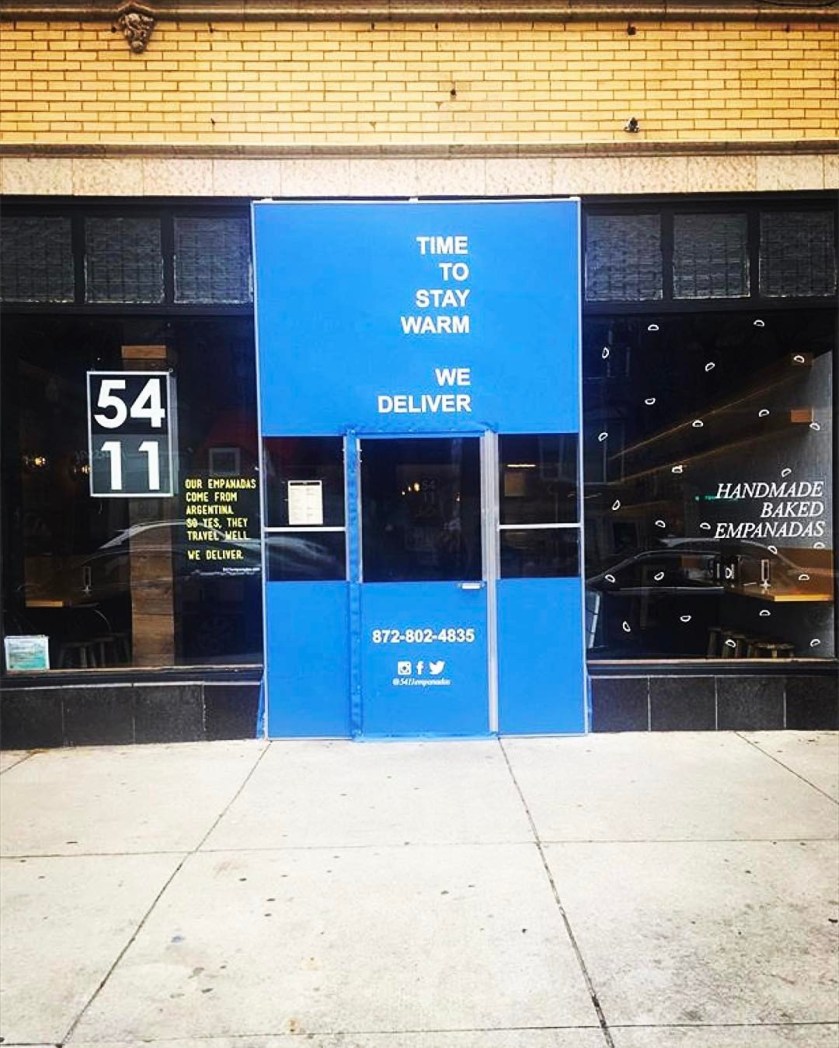 TIME
TO
STAY
WARM
WE
DELIVER
54
11
OUR EMPANADAS
COME FROM
ARGENTINA.
SO YES, THEY
TRAVEL WELL
WE DELIVER.
HANDMADE
BAKED
EMPANADAS
872-802-4835
@5411empanadas